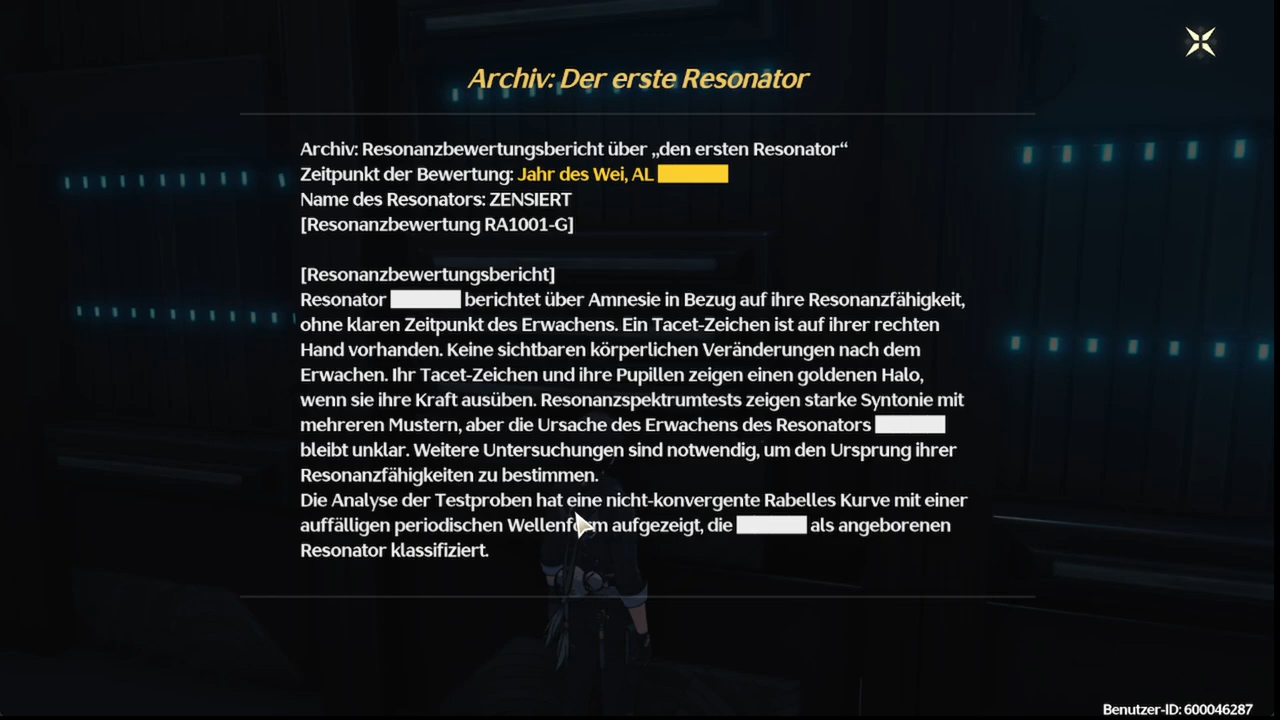 Archiv: Der erste Resonator
Archiv: Resonanzbewertungsbericht über „den ersten Resonator“
Zeitpunkt der Bewertung: Jahr des Wei, AL
Name des Resonators: ZENSIERT
[Resonanzbewertung RA1001-G]
[Resonanzbewertungsbericht]
Resonator berichtet über Amnesie in Bezug auf ihre Resonanzfähigkeit,
ohne klaren Zeitpunkt des Erwachens. Ein Tacet-Zeichen ist auf ihrer rechten
Hand vorhanden. Keine sichtbaren körperlichen Veränderungen nach dem
Erwachen. Ihr Tacet-Zeichen und ihre Pupillen zeigen einen goldenen Halo,
wenn sie ihre Kraft ausüben. Resonanzspektrumtests zeigen starke Syntonie mit
mehreren Mustern, aber die Ursache des Erwachens des Resonators
bleibt unklar. Weitere Untersuchungen sind notwendig, um den Ursprung ihrer
Resonanzfähigkeiten zu bestimmen.
Die Analyse der Testproben hat eine nicht-konvergente Rabelles Kurve mit einer
auffälligen periodischen Wellenform aufgezeigt, die als angeborenen
Resonator klassifiziert.
Benutzer-ID: 600046287